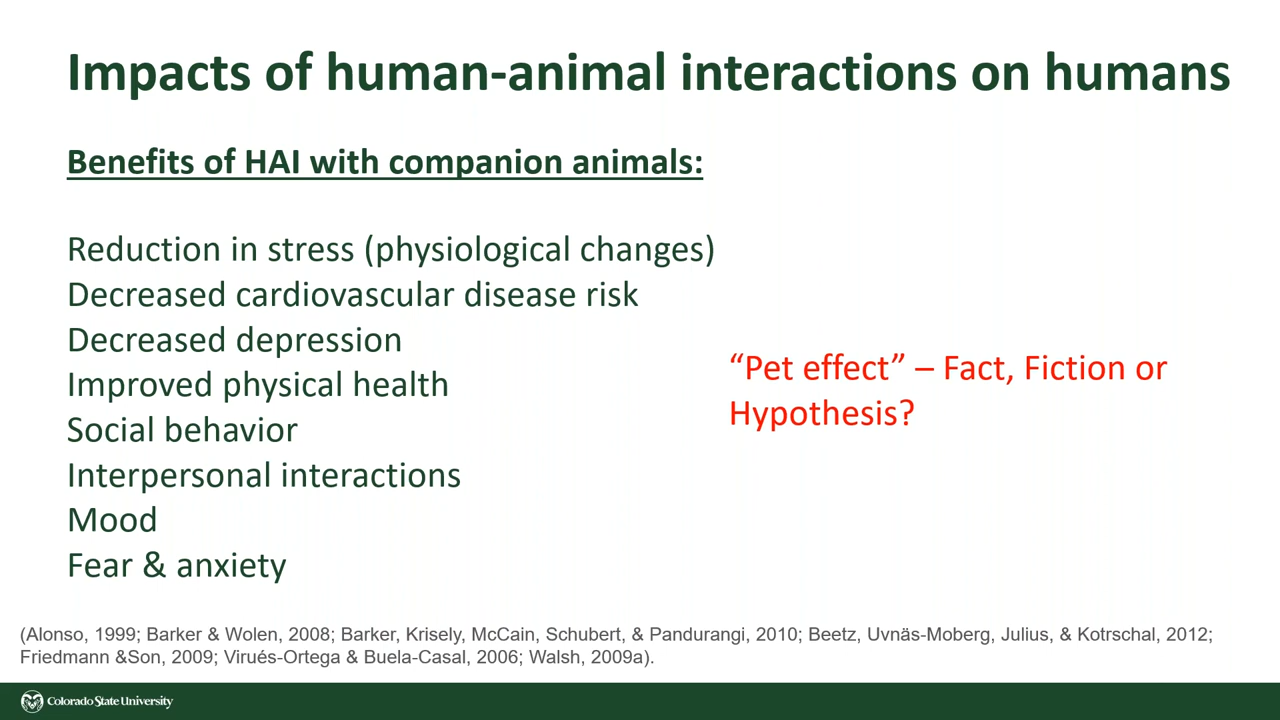 Impacts of human-animal interactions on humans
Benefits of HAI with companion animals:
Reduction in stress (physiological changes)
Decreased cardiovascular disease risk
Decreased depression
Improved physical health
Social behavior
Interpersonal interactions
Mood
Fear & anxiety
“Pet effect” – Fact, Fiction or
Hypothesis?
(Alonso, 1999; Barker & Wolen, 2008; Barker, Krisely, McCain, Schubert, & Pandurangi, 2010; Beetz, Uvnäs-Moberg, Julius, & Kotrschal, 2012;
Friedmann &Son, 2009; Virués-Ortega & Buela-Casal, 2006; Walsh, 2009a).
Colorado State University